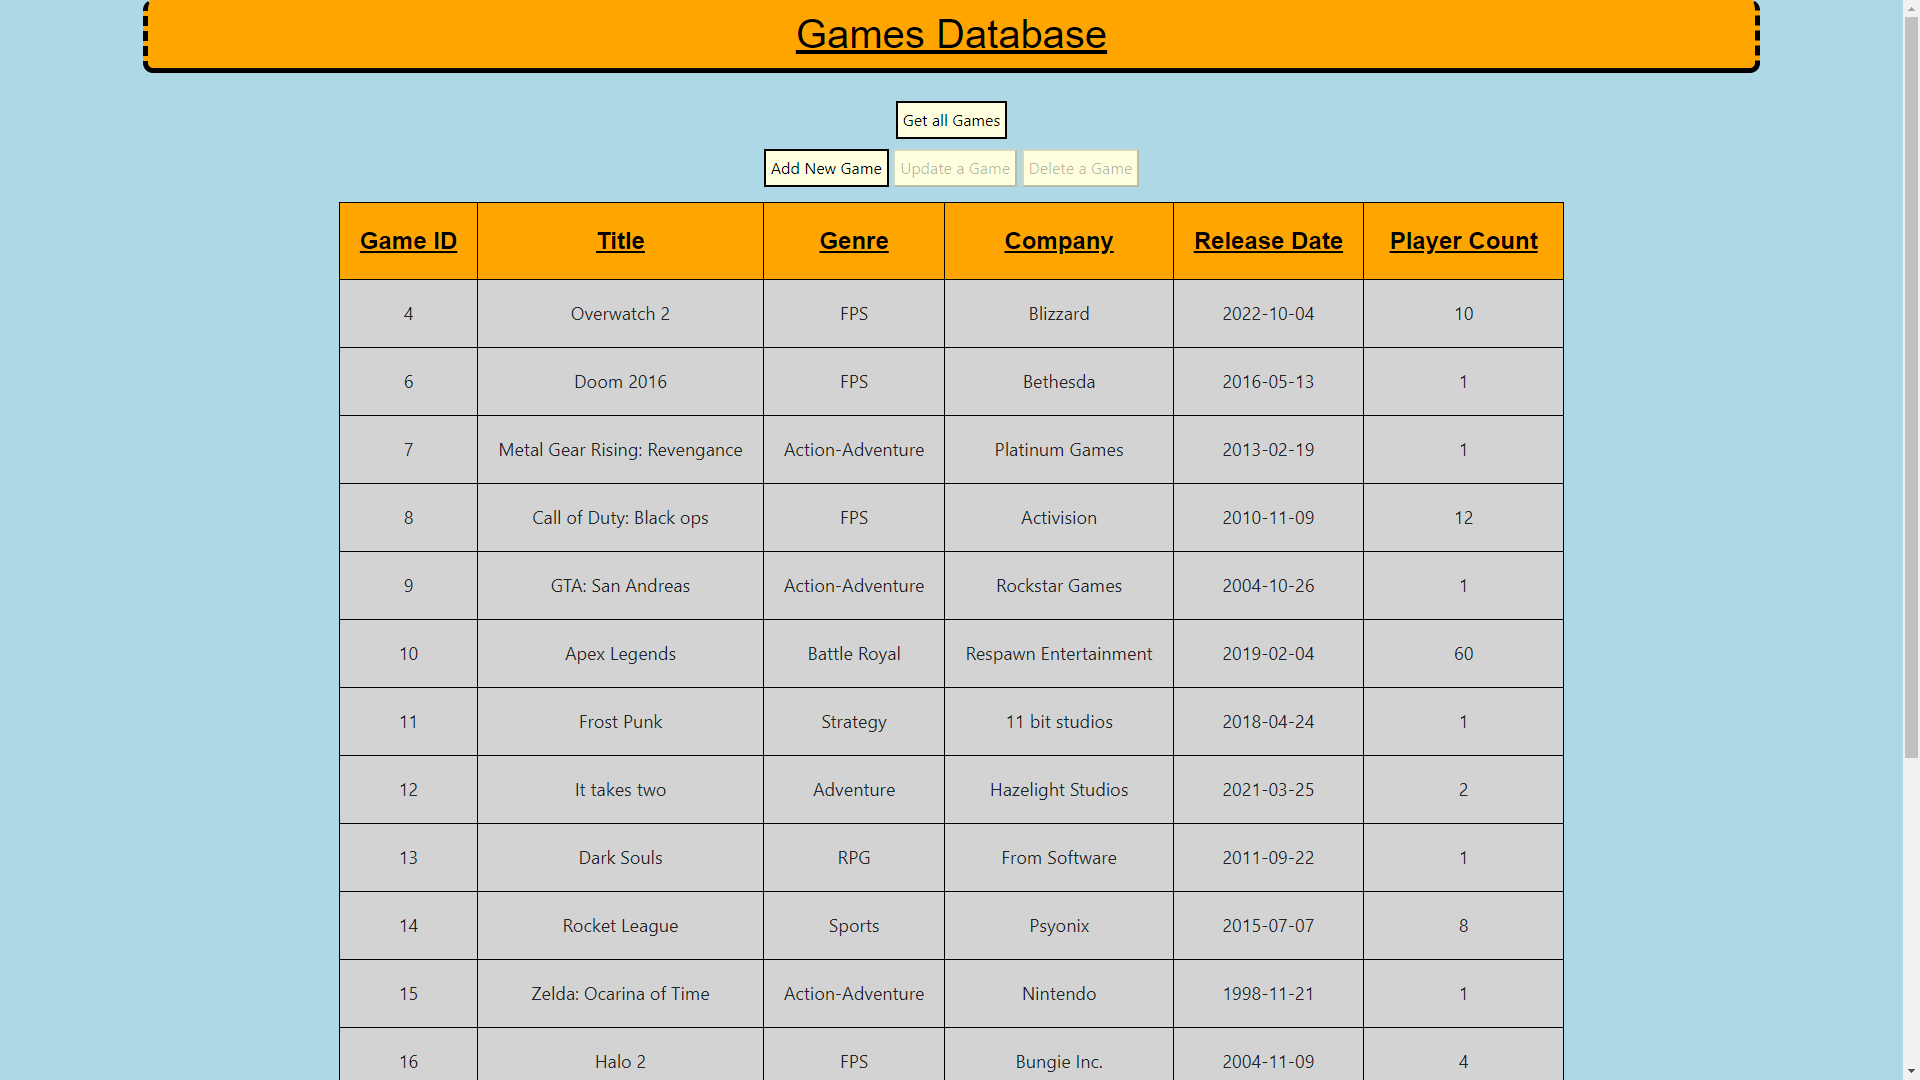 Games Database
Get all Games
Add New Game Update a Game Delete a Game
Game ID Title Genre Company Release Date Player Count
4 Overwatch 2 FPS Blizzard 2022-10-04 10
6 Doom 2016 FPS Bethesda 2016-05-13 1
7 Metal Gear Rising: Revengance Action-Adventure Platinum Games 2013-02-19 1
8 Call of Duty: Black ops FPS Activision 2010-11-09 12
9 GTA: San Andreas Action-Adventure Rockstar Games 2004-10-26 1
10 Apex Legends Battle Royal Respawn Entertainment 2019-02-04 60
11 Frost Punk Strategy 11 bit studios 2018-04-24 1
12 It takes two Adventure Hazelight Studios 2021-03-25 2
13 Dark Souls RPG From Software 2011-09-22 1
14 Rocket League Sports Psyonix 2015-07-07 8
15 Zelda: Ocarina of Time Action-Adventure Nintendo 1998-11-21 1
16 Halo 2 FPS Bungie Inc. 2004-11-09 4